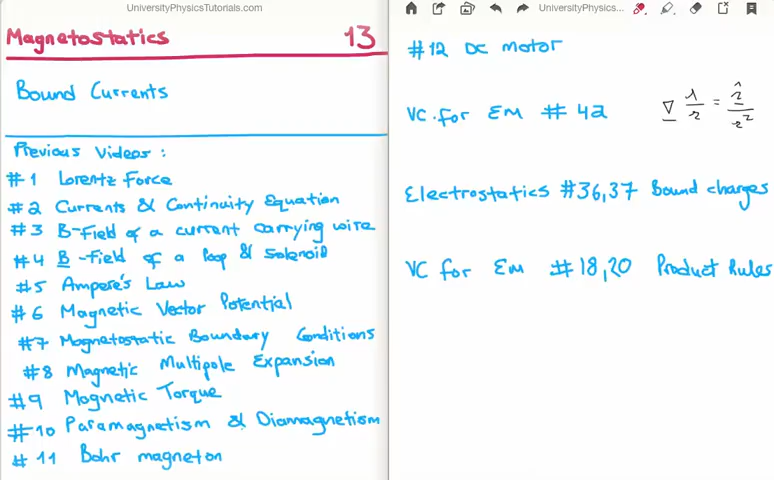 UniversityPhysicsTutorials.com
Magnetostatics 13
Bound Currents
Previous Videos:
#1 Lorentz Force
#2 Currents & Continuity Equation
#3 B-Field of a current carrying wire
#4 B-Field of a loop & solenoid
#5 Ampere's Law
#6 Magnetic Vector Potential
#7 Magnetostatic Boundary Conditions
#8 Magnetic Multipole Expansion
#9 Magnetic Torque
#10 Paramagnetism & Diamagnetism
#11 Bohr magneton
UniversityPhysics...
#12 DC motor
VC for EM #42 ∇ 1/r = r̂/r²
Electrostatics #36,37 Bound charges
VC for EM #18,20 Product Rules